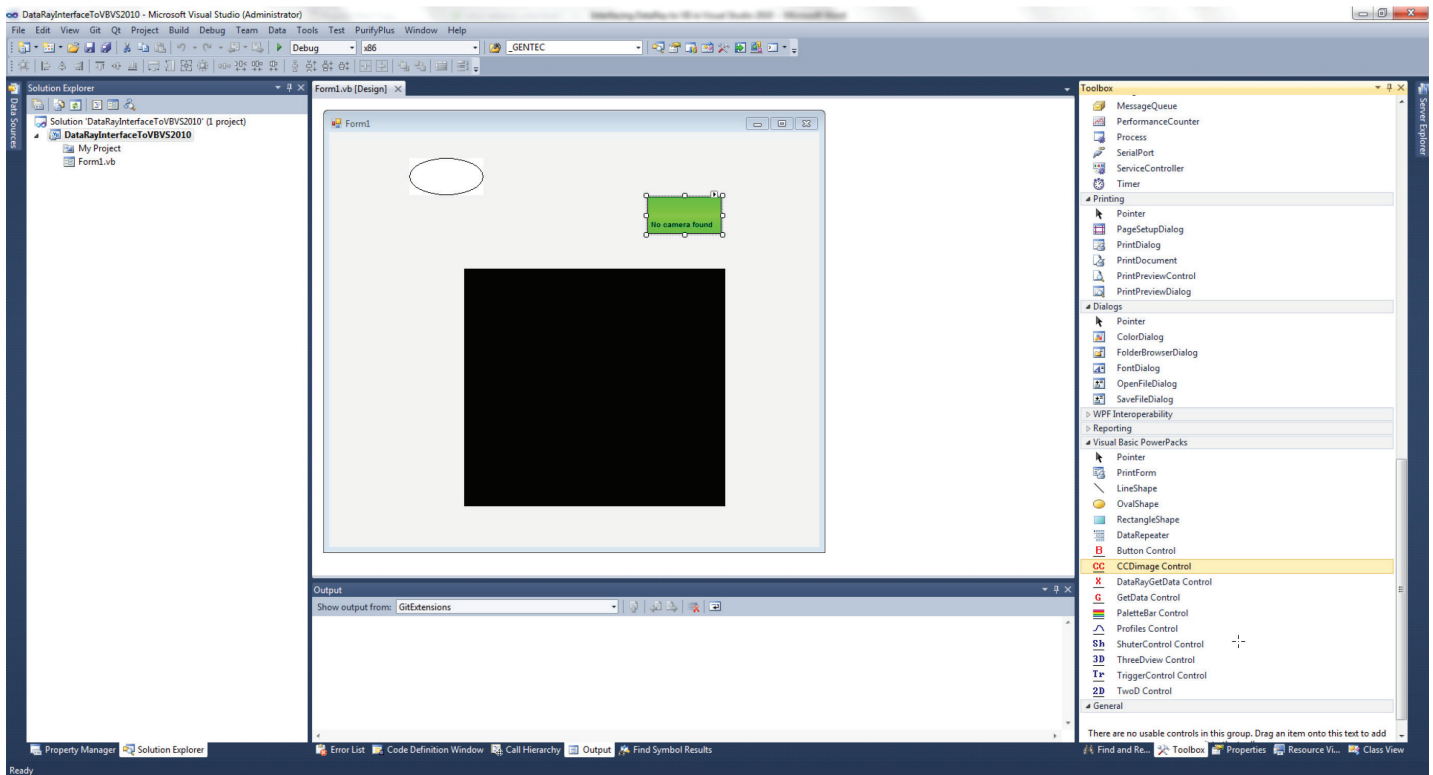 DataRayInterfaceToVBVS2010 - Microsoft Visual Studio (Administrator)
File Edit View Git Qt Project Build Debug Team Data Tools Test PurifyPlus Window Help
Debug x86 _GENTEC
Data Sources
Solution Explorer
Solution 'DataRayInterfaceToVBVS2010' (1 project)
DataRayInterfaceToVBVS2010
My Project
Form1.vb
Property Manager Solution Explorer
Form1.vb [Design]
Form1
No camera found
Output
Show output from: GitExtensions
Error List Code Definition Window Call Hierarchy Output Find Symbol Results
Toolbox
MessageQueue
PerformanceCounter
Process
SerialPort
ServiceController
Timer
Printing
Pointer
PageSetupDialog
PrintDialog
PrintDocument
PrintPreviewControl
PrintPreviewDialog
Dialogs
Pointer
ColorDialog
FolderBrowserDialog
FontDialog
OpenFileDialog
SaveFileDialog
WPF Interoperability
Reporting
Visual Basic PowerPacks
Pointer
PrintForm
LineShape
OvalShape
RectangleShape
DataRepeater
B Button Control
CC CCDimage Control
X DataRayGetData Control
G GetData Control
PaletteBar Control
Profiles Control
Sh ShuterControl Control
3D ThreeDview Control
Tr TriggerControl Control
2D TwoD Control
General
There are no usable controls in this group. Drag an item onto this text to add
Find and Re... Toolbox Properties Resource Vi... Class View
Server Explorer
Ready